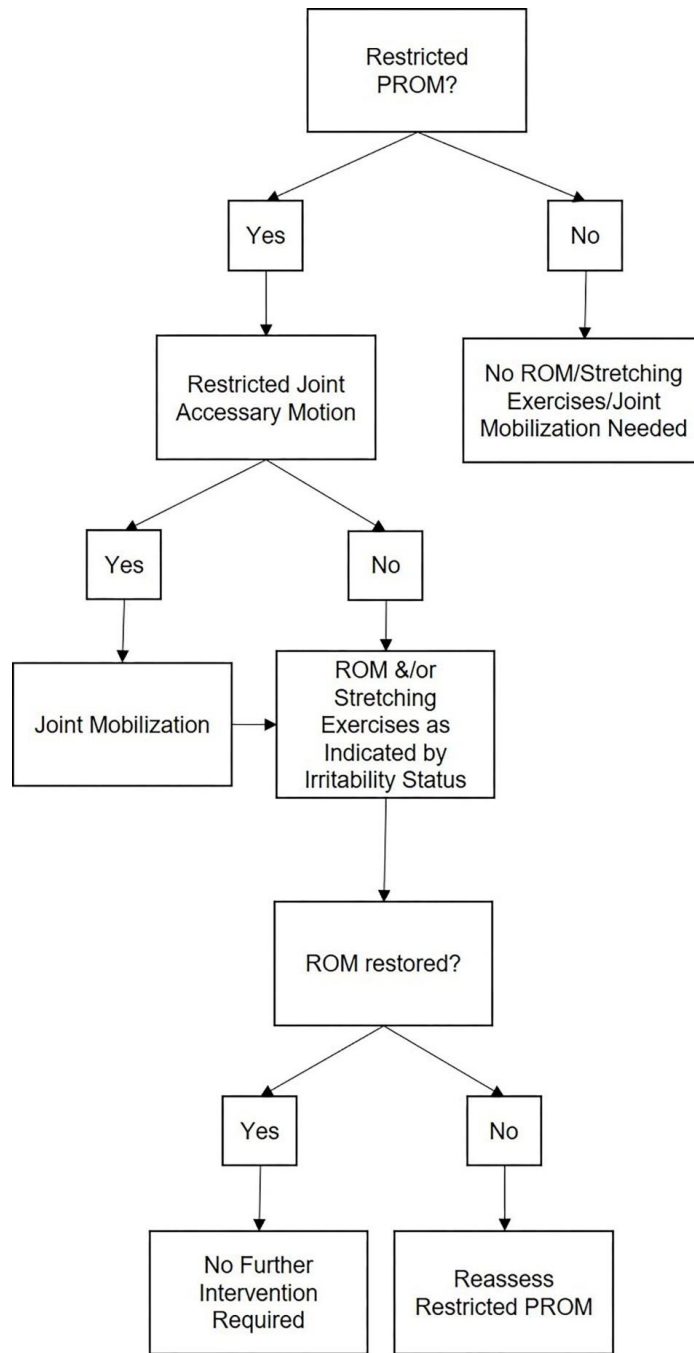 Restricted
PROM?
Yes
No
Restricted Joint
Accessary Motion
No ROM/Stretching
Exercises/Joint
Mobilization Needed
Yes
No
Joint Mobilization
ROM &/or
Stretching
Exercises as
Indicated by
Irritability Status
ROM restored?
Yes
No
No Further
Intervention
Required
Reassess
Restricted PROM